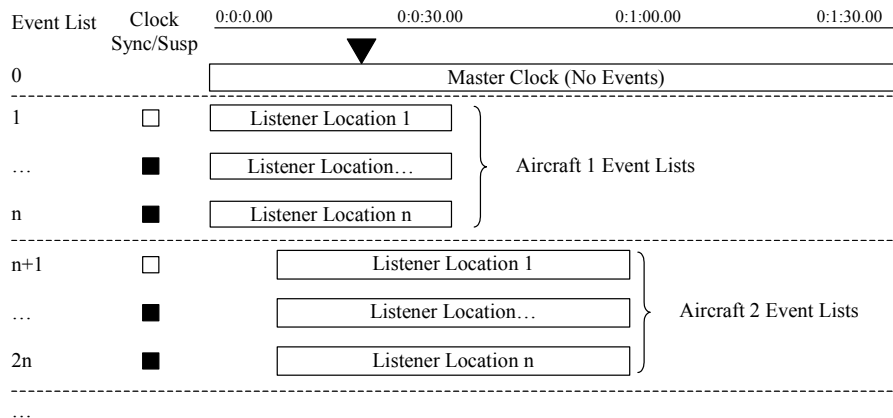 Event List Clock Sync/Susp 0:0:0.00 0:0:30.00 0:1:00.00 0:1:30.00
0 Master Clock (No Events)
1 Listener Location 1
… Listener Location… Aircraft 1 Event Lists
n Listener Location n
n+1 Listener Location 1
… Listener Location… Aircraft 2 Event Lists
2n Listener Location n
…